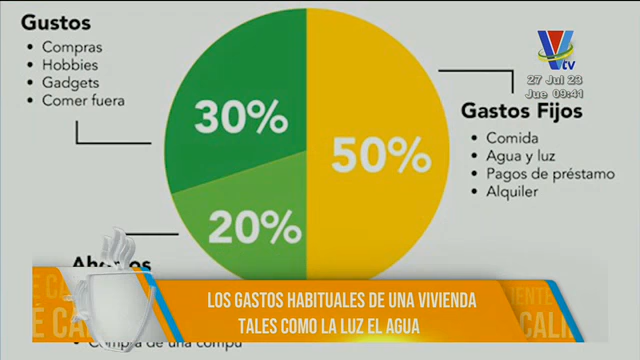 Gustos
• Compras
• Hobbies
• Gadgets
• Comer fuera
30%
50%
20%
Vtv
27 Jul 23
Jue 09:41
Gastos Fijos
• Comida
• Agua y luz
• Pagos de préstamo
• Alquiler
LOS GASTOS HABITUALES DE UNA VIVIENDA
TALES COMO LA LUZ EL AGUA